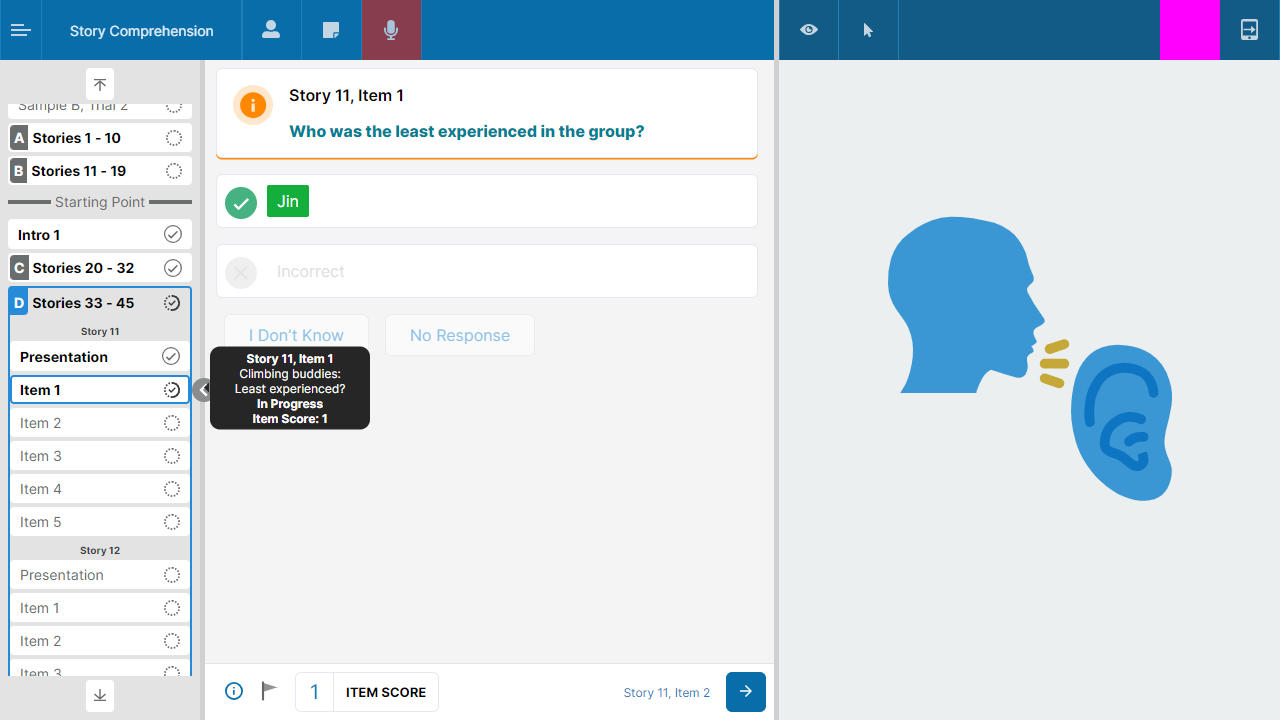 Story Comprehension
Sample B, Trial 2
A Stories 1 - 10
B Stories 11 - 19
Starting Point
Intro 1
C Stories 20 - 32
D Stories 33 - 45
Story 11
Presentation
Item 1
Item 2
Item 3
Item 4
Item 5
Story 12
Presentation
Item 1
Item 2
Item 3
Story 11, Item 1
Who was the least experienced in the group?
Jin
Incorrect
I Don't Know
No Response
Story 11, Item 1
Climbing buddies:
Least experienced?
In Progress
Item Score: 1
1 ITEM SCORE
Story 11, Item 2